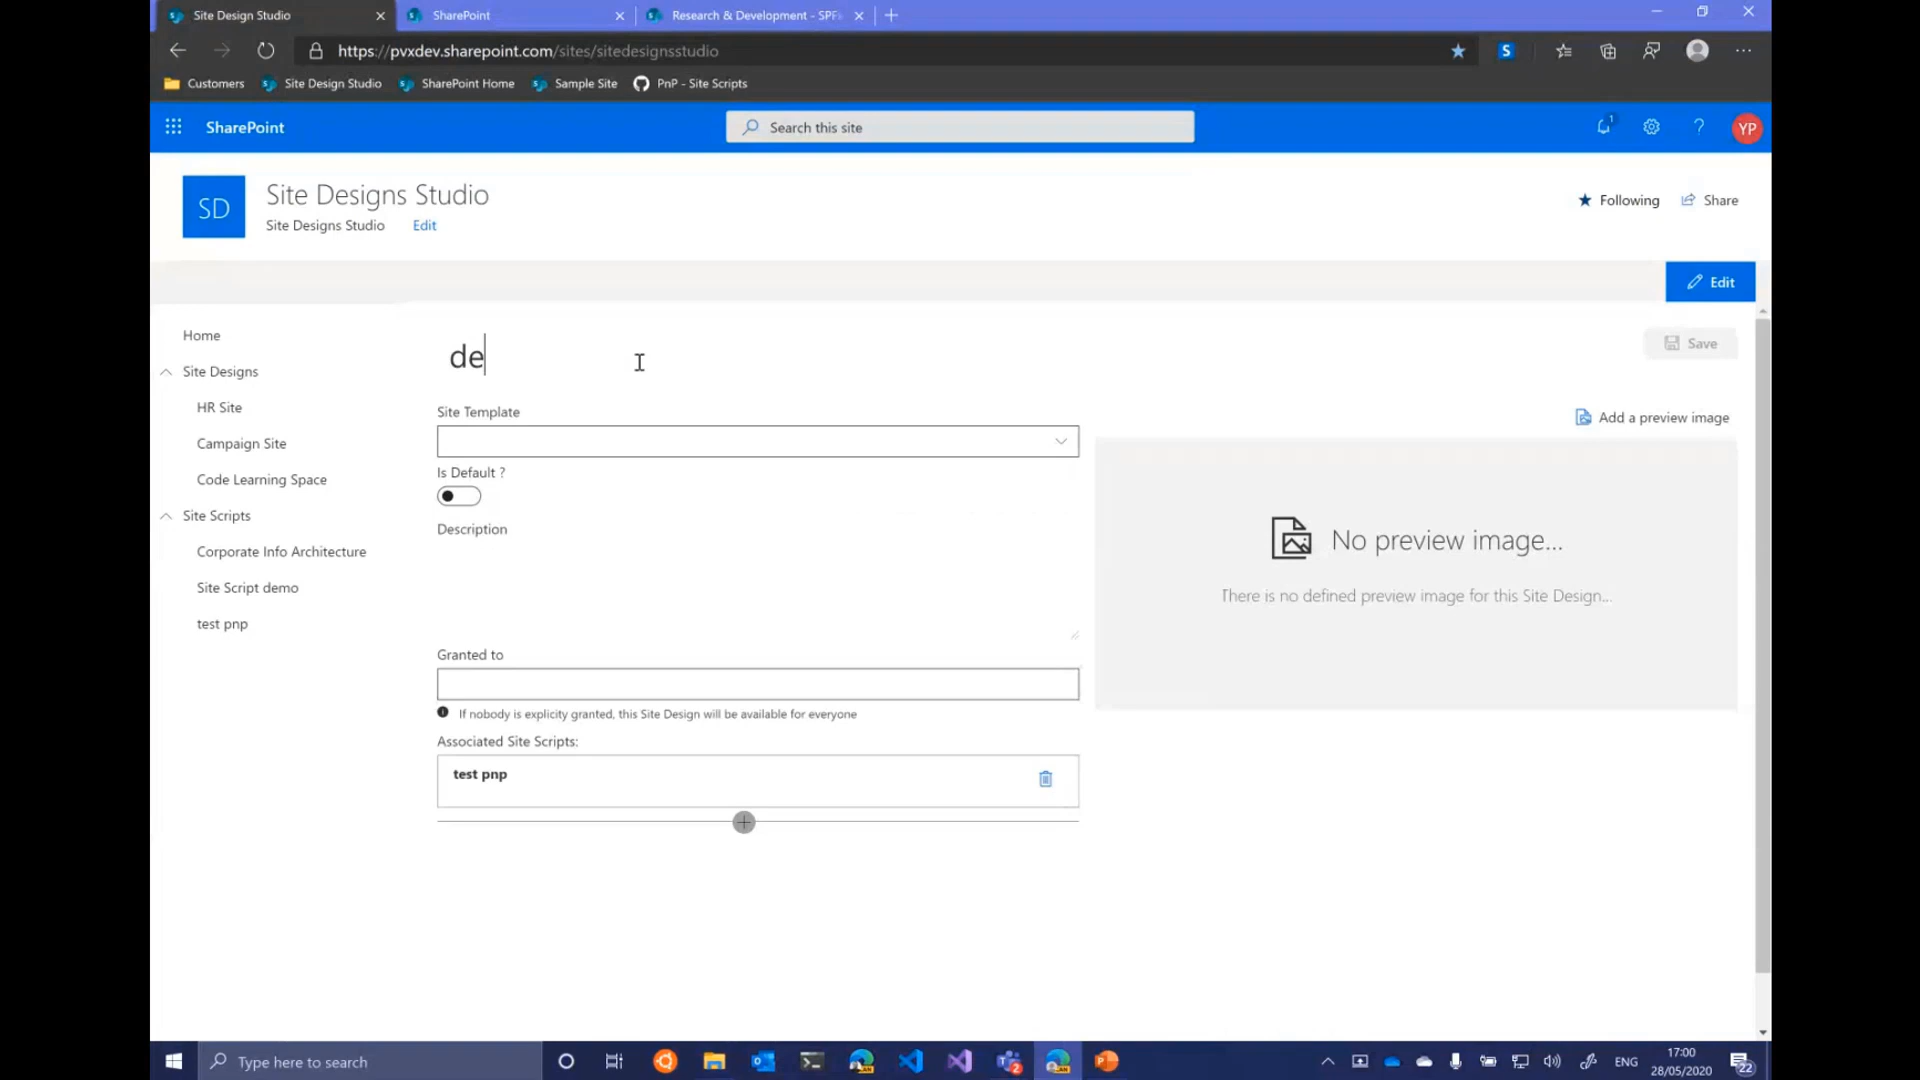 Site Design Studio
SharePoint
Research & Development - SPF
https://pvxdev.sharepoint.com/sites/sitedesignsstudio
S
Customers
Site Design Studio
SharePoint Home
Sample Site
PnP - Site Scripts
SharePoint
Search this site
1
?
YP
SD
Site Designs Studio
Site Designs Studio
Edit
Following
Share
Edit
Home
Site Designs
HR Site
Campaign Site
Code Learning Space
Site Scripts
Corporate Info Architecture
Site Script demo
test pnp
de
Save
Site Template
Is Default ?
Description
Granted to
If nobody is explicity granted, this Site Design will be available for everyone
Associated Site Scripts:
test pnp
Add a preview image
No preview image...
There is no defined preview image for this Site Design...
Type here to search
2
ENG
17:00
28/05/2020
22